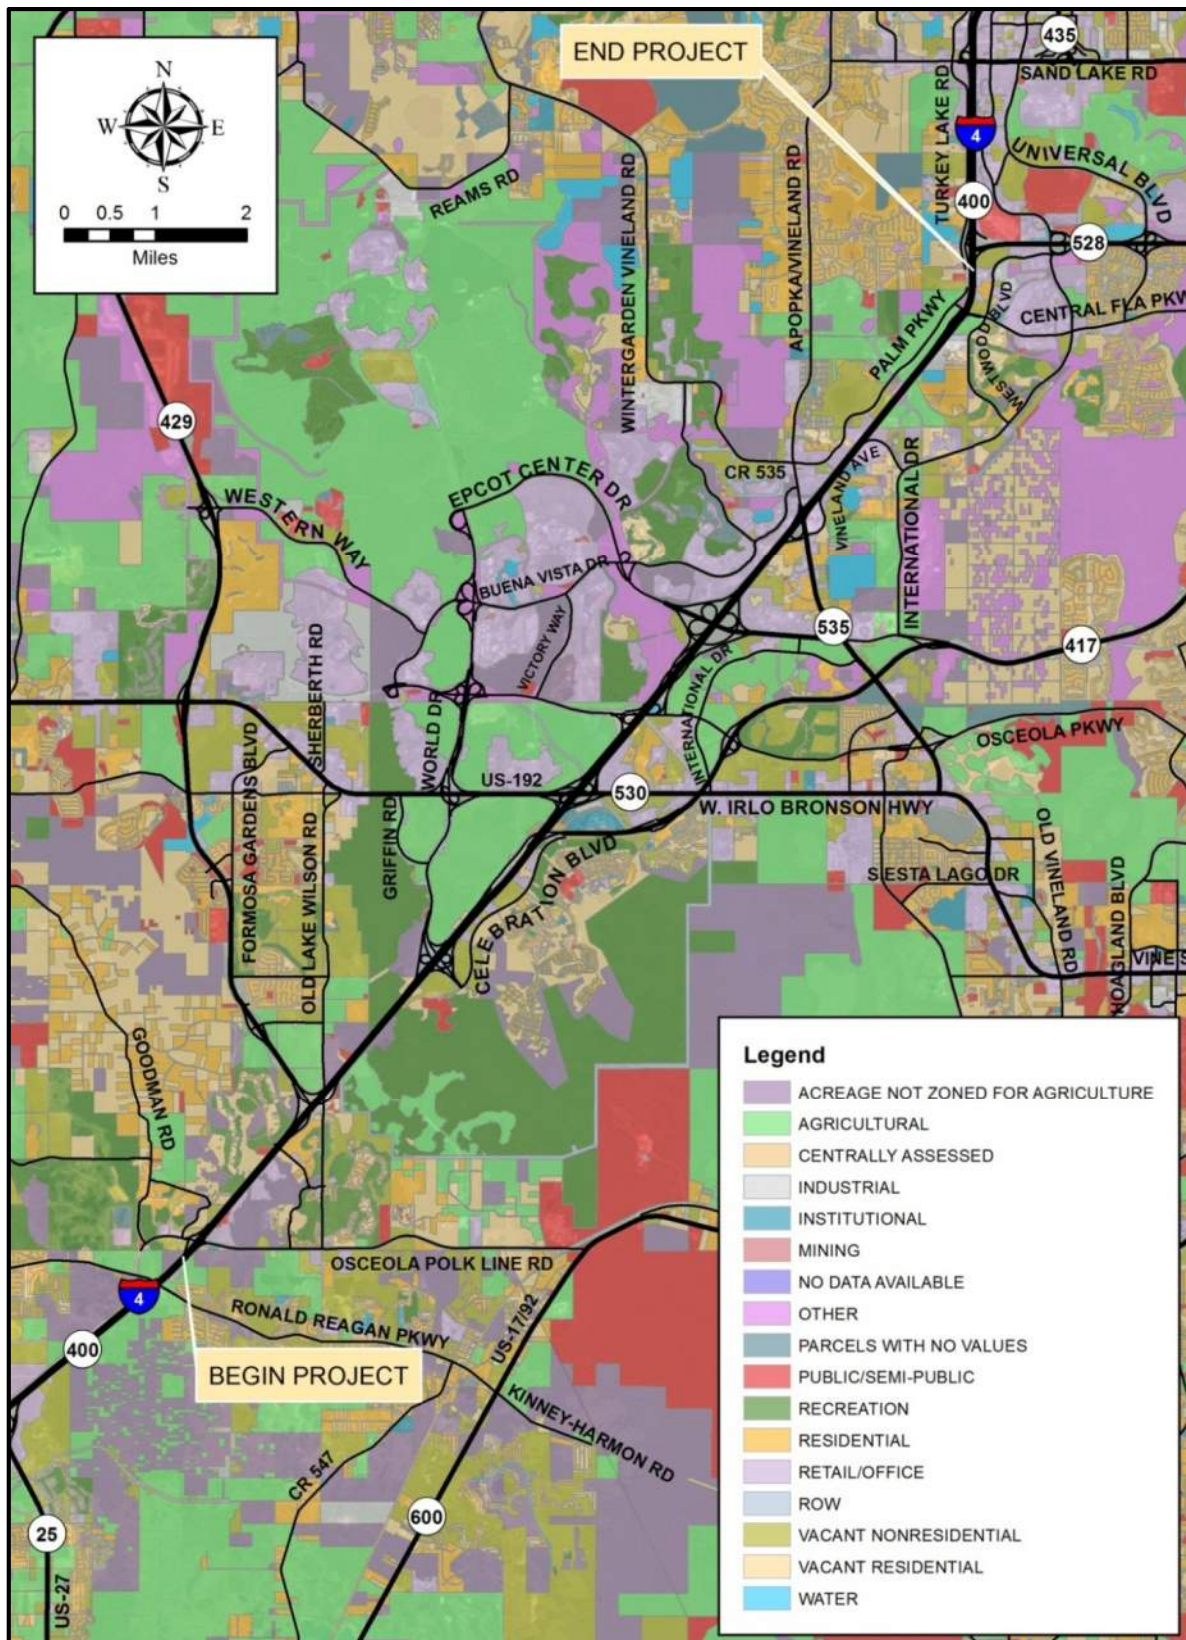 END PROJECT
435
SAND LAKE RD
N
W
E
S
0 0.5 1 2
Miles
TURKEY LAKE RD
4
UNIVERSAL BLVD
REAMS RD
WINTERGARDEN VINELAND RD
APOPKA/VINELAND RD
400
528
CENTRAL FLA PKW
WESTWOOD BLVD
PALM PKWY
429
CR 535
VINELAND AVE
INTERNATIONAL DR
EPCOT CENTER DR
WESTERN WAY
BUENA VISTA DR
VICTORY WAY
535
417
SHERBERTH RD
WORLD DR
INTERNATIONAL DR
OSCEOLA PKWY
FORMOSA GARDENS BLVD
US-192
530
W. IRLO BRONSON HWY
OLD LAKE WILSON RD
GRIFFIN RD
CELEBRATION BLVD
SIESTA LAGO DR
OLD VINELAND RD
HOAGLAND BLVD
VINE S
GOODMAN RD
OSCEOLA POLK LINE RD
4
RONALD REAGAN PKWY
US-17/92
400
BEGIN PROJECT
KINNEY-HARMON RD
CR 547
600
25
US-27
Legend
ACREAGE NOT ZONED FOR AGRICULTURE
AGRICULTURAL
CENTRALLY ASSESSED
INDUSTRIAL
INSTITUTIONAL
MINING
NO DATA AVAILABLE
OTHER
PARCELS WITH NO VALUES
PUBLIC/SEMI-PUBLIC
RECREATION
RESIDENTIAL
RETAIL/OFFICE
ROW
VACANT NONRESIDENTIAL
VACANT RESIDENTIAL
WATER